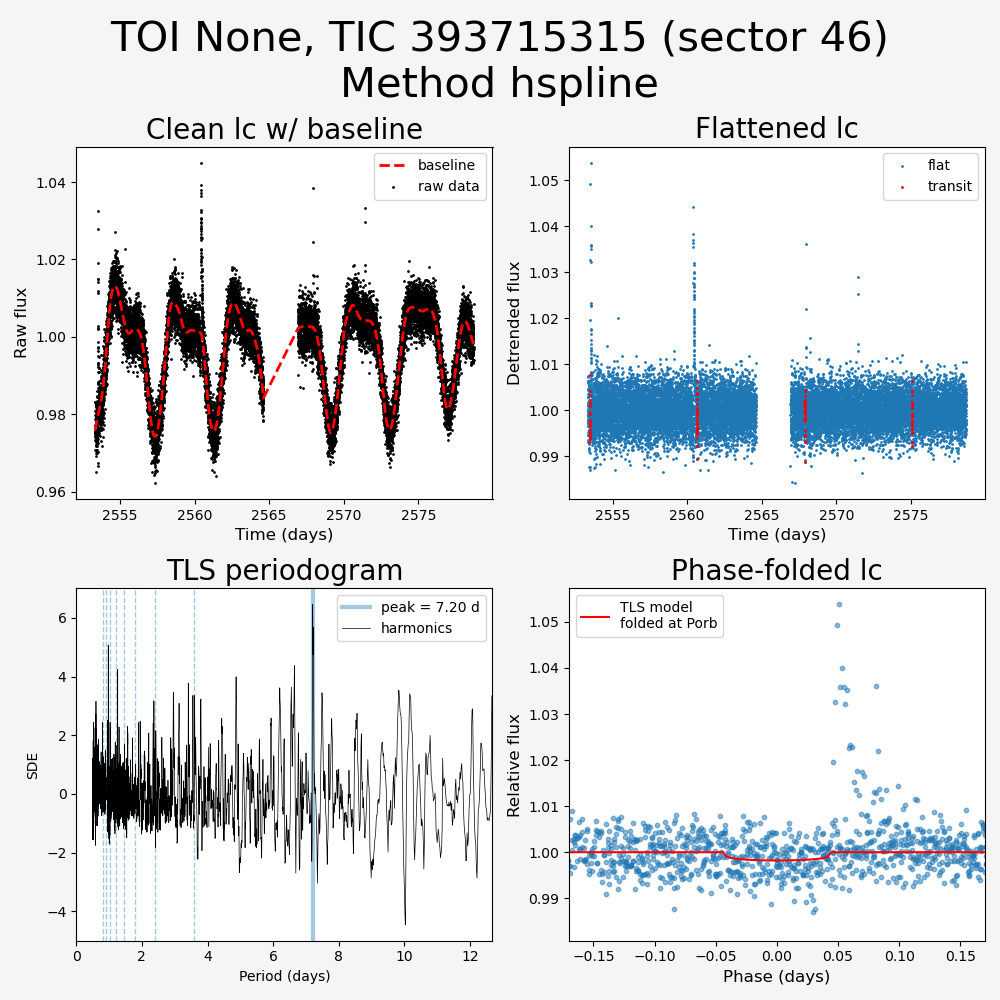 TOI None, TIC 393715315 (sector 46)
Method hspline
Clean lc w/ baseline
baseline
raw data
Raw flux
1.04
1.02
1.00
0.98
0.96
2555
2560
2565
2570
2575
Time (days)
Flattened lc
flat
transit
Detrended flux
1.05
1.04
1.03
1.02
1.01
1.00
0.99
2555
2560
2565
2570
2575
Time (days)
TLS periodogram
peak = 7.20 d
harmonics
SDE
6
4
2
0
−2
−4
0
2
4
6
8
10
12
Period (days)
Phase-folded lc
TLS model
folded at Porb
Relative flux
1.05
1.04
1.03
1.02
1.01
1.00
0.99
−0.15
−0.10
−0.05
0.00
0.05
0.10
0.15
Phase (days)